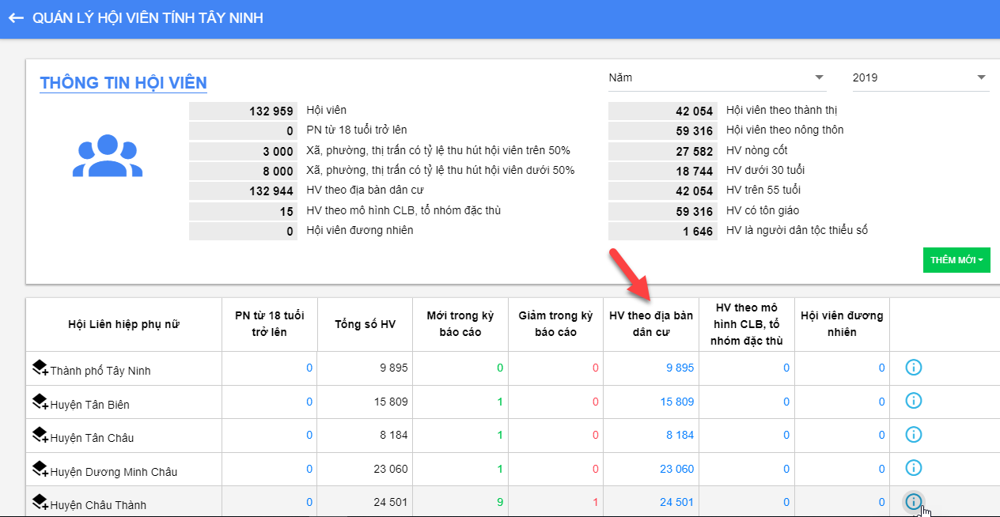 QUẢN LÝ HỘI VIÊN TỈNH TÂY NINH
THÔNG TIN HỘI VIÊN
Năm 2019
132 959 Hội viên
0 PN từ 18 tuổi trở lên
3 000 Xã, phường, thị trấn có tỷ lệ thu hút hội viên trên 50%
8 000 Xã, phường, thị trấn có tỷ lệ thu hút hội viên dưới 50%
132 944 HV theo địa bàn dân cư
15 HV theo mô hình CLB, tổ nhóm đặc thù
0 Hội viên đương nhiên
42 054 Hội viên theo thành thị
59 316 Hội viên theo nông thôn
27 582 HV nòng cốt
18 744 HV dưới 30 tuổi
42 054 HV trên 55 tuổi
59 316 HV có tôn giáo
1 646 HV là người dân tộc thiểu số
THÊM MỚI
Hội Liên hiệp phụ nữ
PN từ 18 tuổi
trở lên
Tổng số HV
Mới trong kỳ
báo cáo
Giảm trong kỳ
báo cáo
HV theo địa bàn
dân cư
HV theo mô
hình CLB, tổ
nhóm đặc thù
Hội viên đương
nhiên
Thành phố Tây Ninh 0 9 895 0 0 9 895 0 0
Huyện Tân Biên 0 15 809 1 0 15 809 0 0
Huyện Tân Châu 0 8 184 1 0 8 184 0 0
Huyện Dương Minh Châu 0 23 060 1 0 23 060 0 0
Huyện Châu Thành 0 24 501 9 1 24 501 0 0